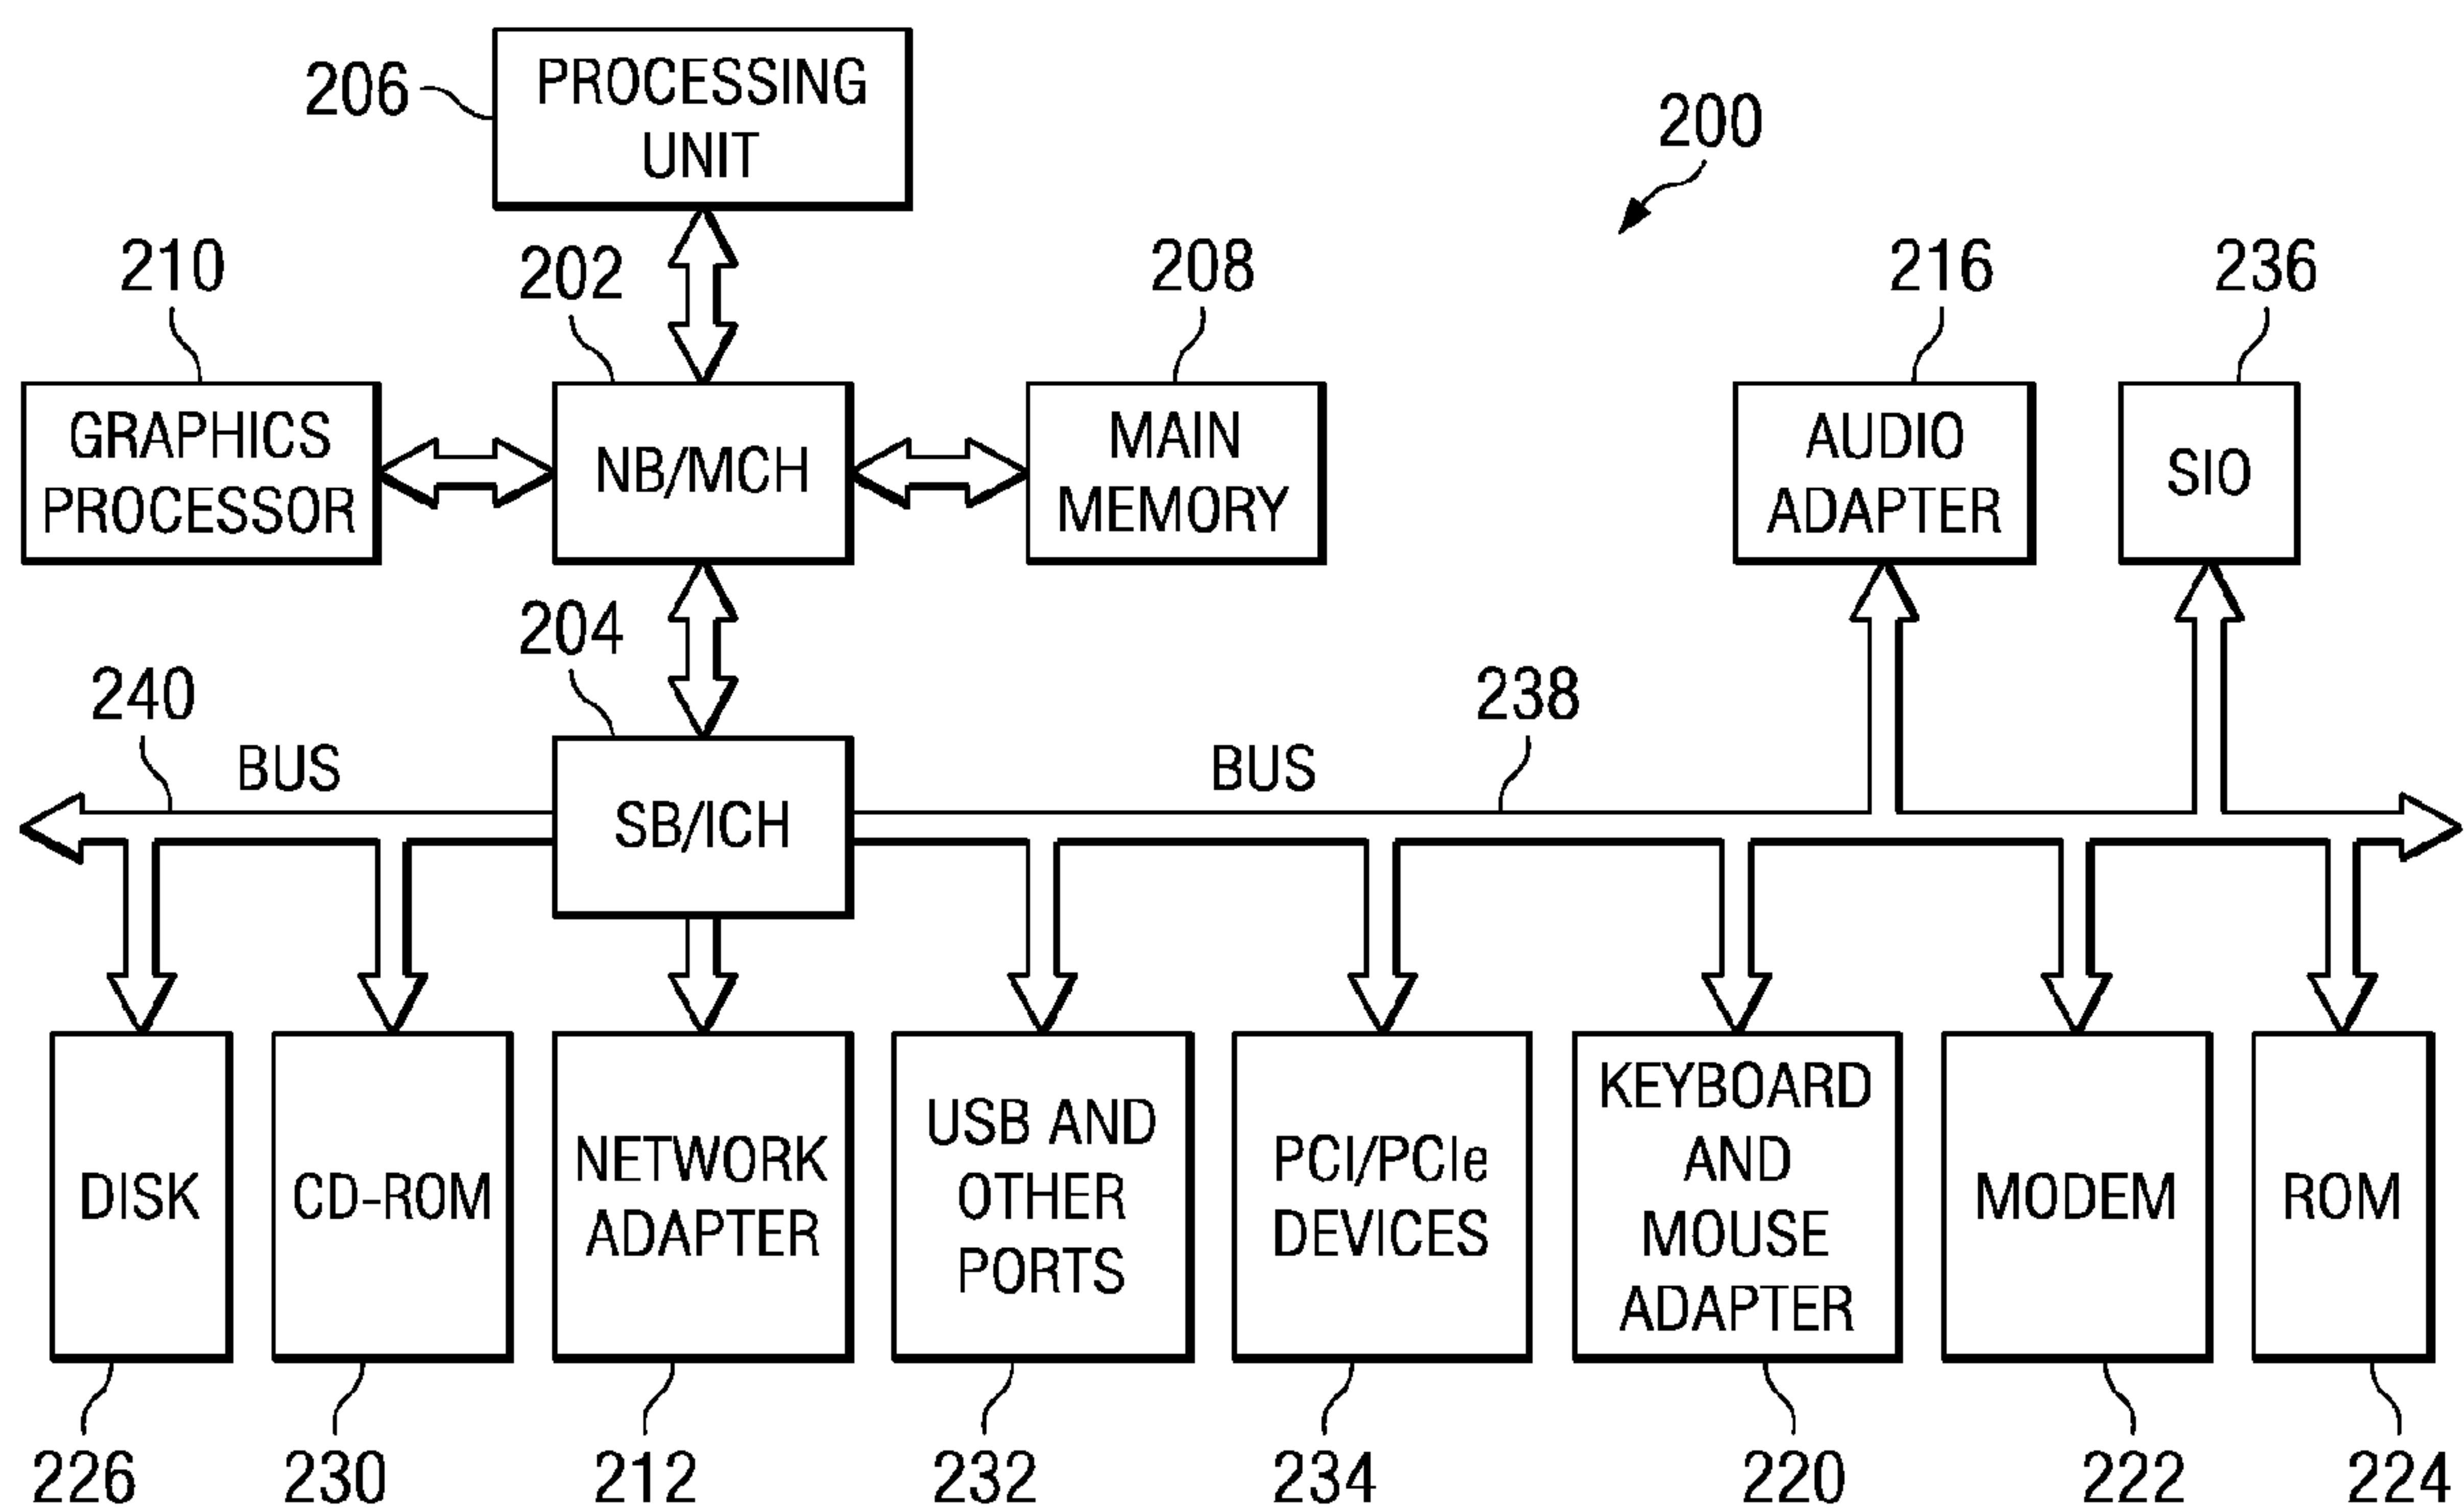 PROCESSING
UNIT
206
200
210
202
208
216
236
GRAPHICS
PROCESSOR
NB/MCH
MAIN
MEMORY
AUDIO
ADAPTER
SIO
204
240
238
BUS
BUS
SB/ICH
DISK
CD-ROM
NETWORK
ADAPTER
USB AND
OTHER
PORTS
PCI/PCIe
DEVICES
KEYBOARD
AND
MOUSE
ADAPTER
MODEM
ROM
226
230
212
232
234
220
222
224